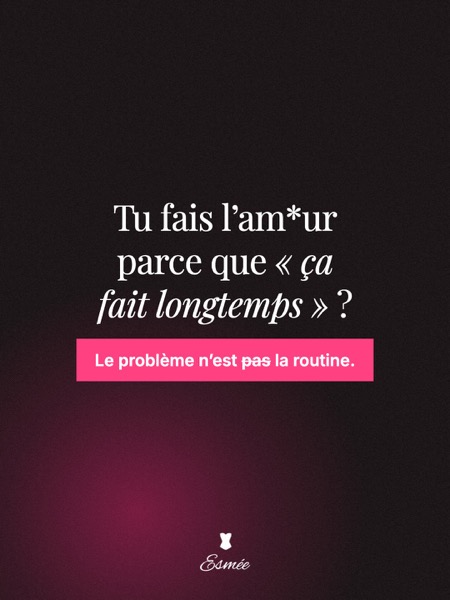 Tu fais l’am*ur
parce que « ça
fait longtemps » ?
Le problème n’est pas la routine.
Esmée